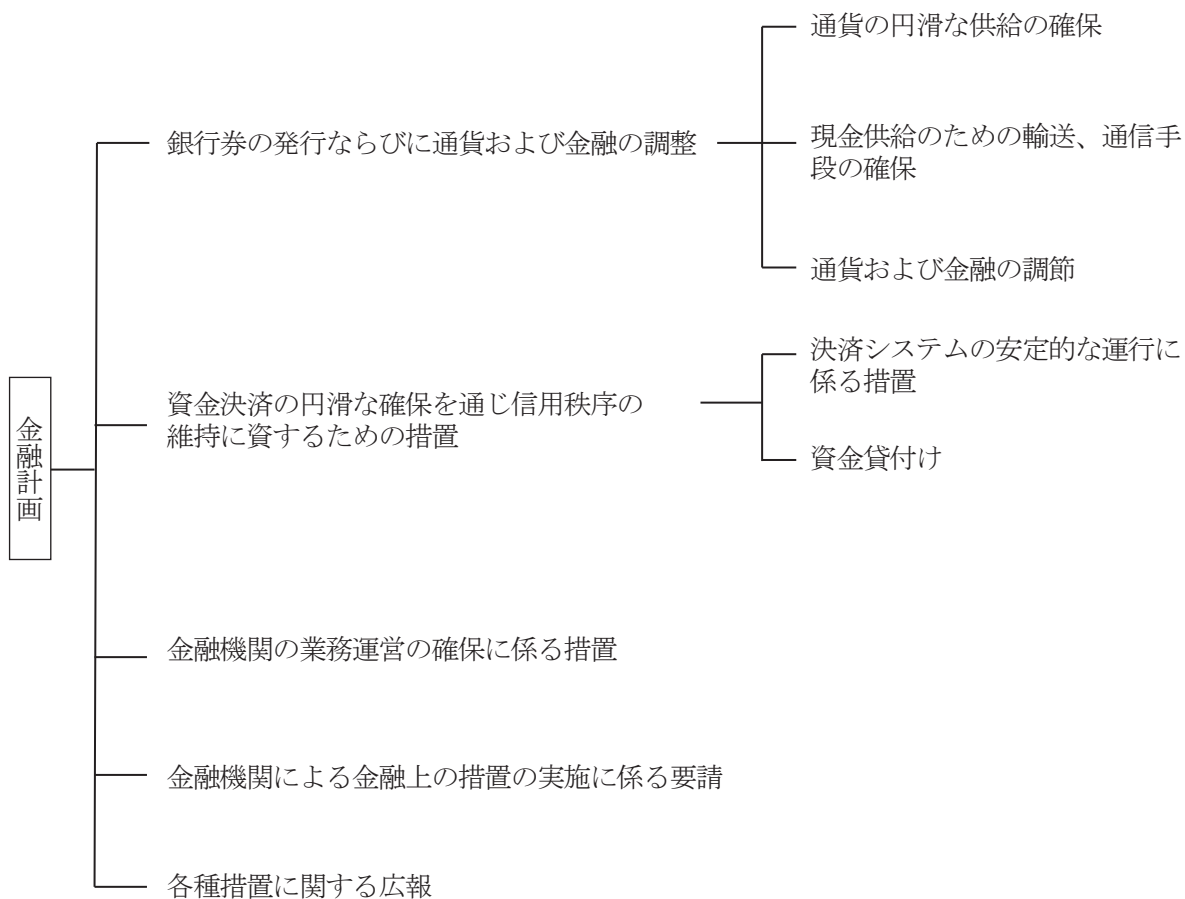 金融計画
銀行券の発行ならびに通貨および金融の調整
通貨の円滑な供給の確保
現金供給のための輸送、通信手
段の確保
通貨および金融の調節
資金決済の円滑な確保を通じ信用秩序の
維持に資するための措置
決済システムの安定的な運行に
係る措置
資金貸付け
金融機関の業務運営の確保に係る措置
金融機関による金融上の措置の実施に係る要請
各種措置に関する広報